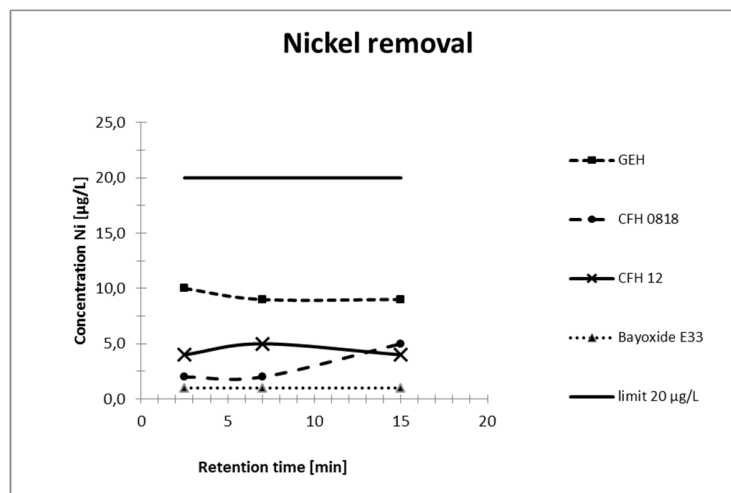 Nickel removal
25,0
20,0
15,0
10,0
5,0
0,0
Concentration Ni [µg/L]
0
5
10
15
20
Retention time [min]
GEH
CFH 0818
CFH 12
Bayoxide E33
limit 20 µg/L